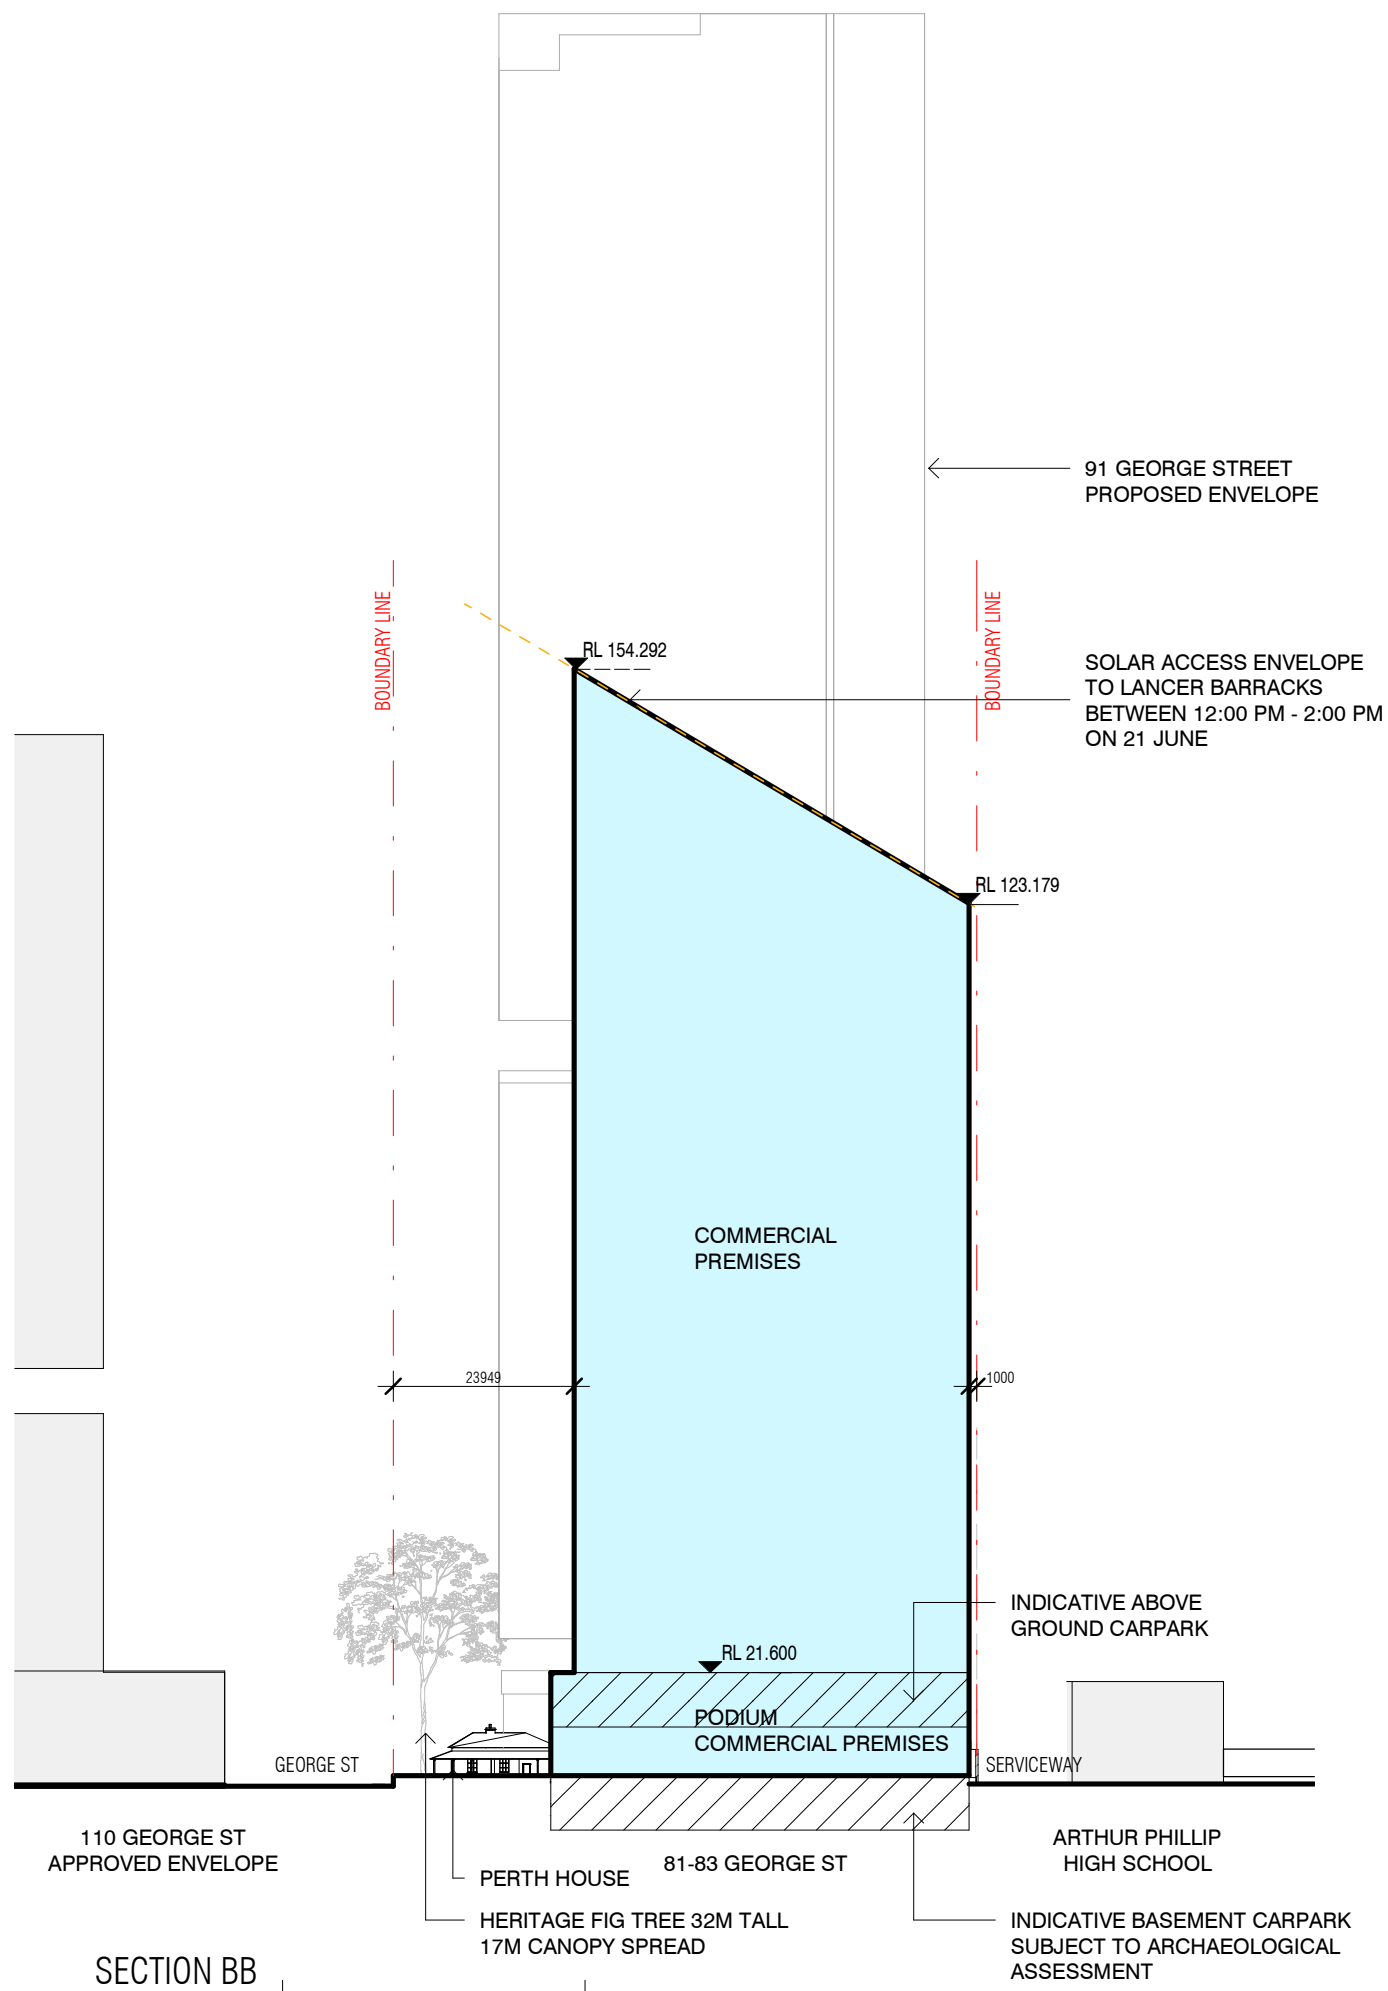 91 GEORGE STREET
PROPOSED ENVELOPE
BOUNDARY LINE
BOUNDARY LINE
RL 154.292
SOLAR ACCESS ENVELOPE
TO LANCER BARRACKS
BETWEEN 12:00 PM - 2:00 PM
ON 21 JUNE
RL 123.179
COMMERCIAL
PREMISES
23949
1000
INDICATIVE ABOVE
GROUND CARPARK
RL 21.600
PODIUM
COMMERCIAL PREMISES
GEORGE ST
SERVICEWAY
110 GEORGE ST
APPROVED ENVELOPE
81-83 GEORGE ST
ARTHUR PHILLIP
HIGH SCHOOL
PERTH HOUSE
HERITAGE FIG TREE 32M TALL
17M CANOPY SPREAD
INDICATIVE BASEMENT CARPARK
SUBJECT TO ARCHAEOLOGICAL
ASSESSMENT
SECTION BB